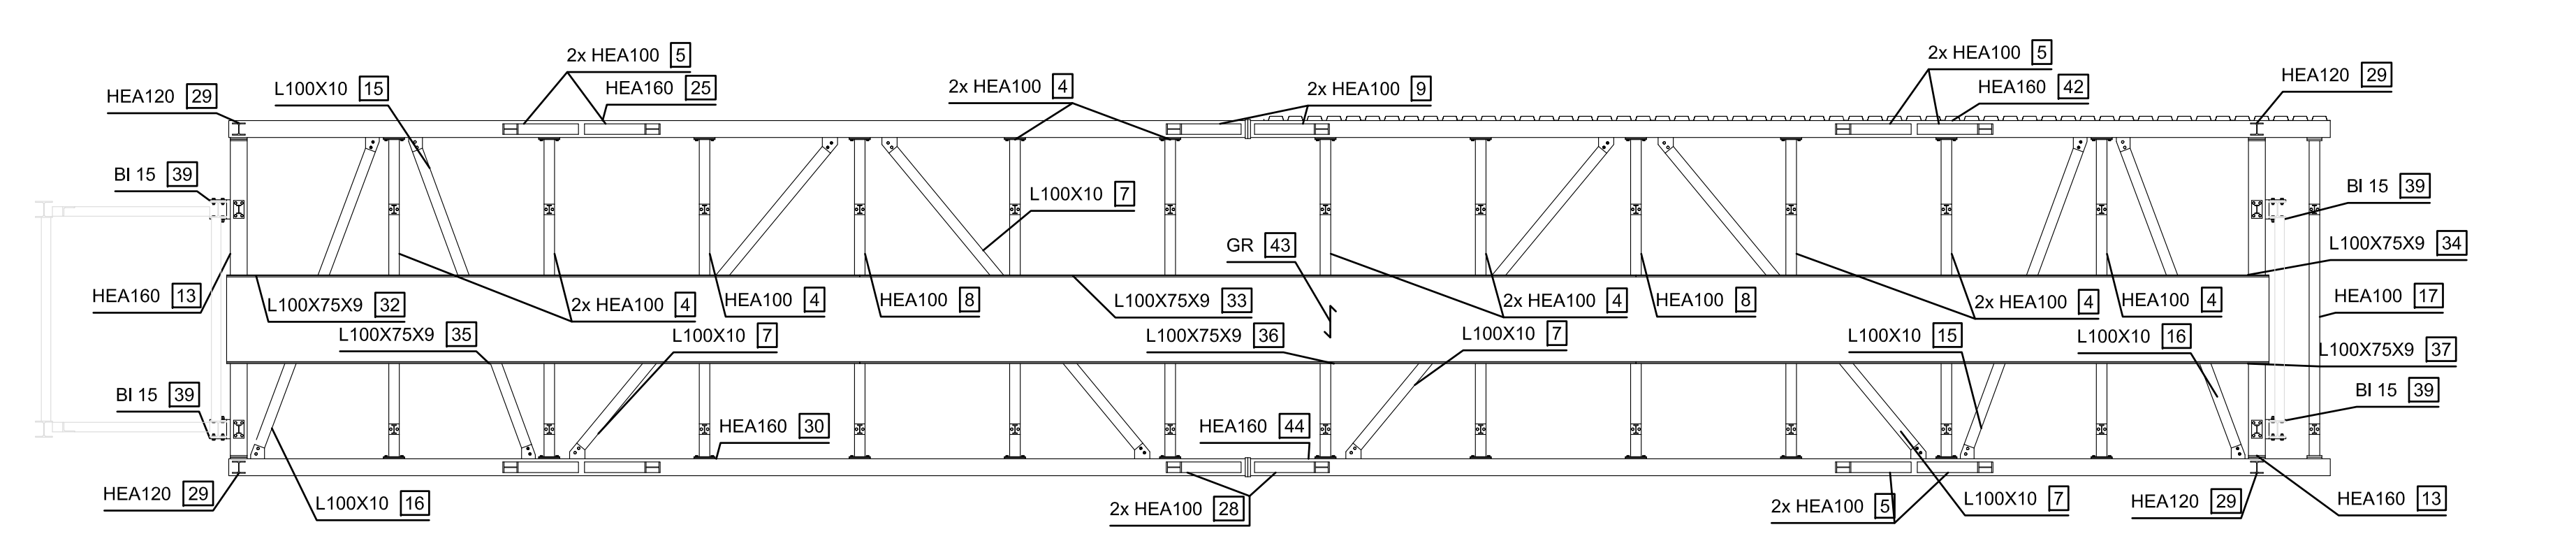 2x HEA100 5
HEA160 25
L100X10 15
HEA120 29
2x HEA100 4
2x HEA100 9
2x HEA100 5
HEA160 42
HEA120 29
BI 15 39
L100X10 7
BI 15 39
GR 43
L100X75X9 34
HEA160 13
L100X75X9 32
2x HEA100 4
HEA100 4
HEA100 8
L100X75X9 33
2x HEA100 4
HEA100 8
2x HEA100 4
HEA100 4
HEA100 17
L100X75X9 35
L100X10 7
L100X75X9 36
L100X10 7
L100X10 15
L100X10 16
L100X75X9 37
BI 15 39
HEA160 30
HEA160 44
BI 15 39
HEA120 29
L100X10 16
2x HEA100 28
2x HEA100 5
L100X10 7
HEA120 29
HEA160 13